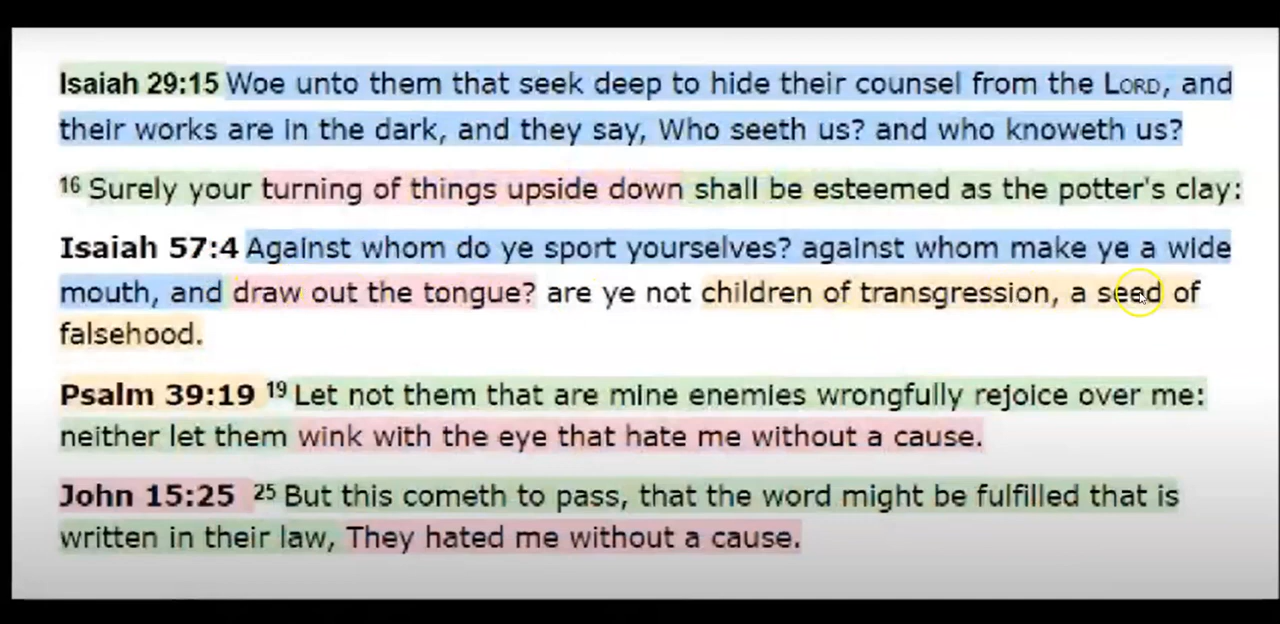 Isaiah 29:15 Woe unto them that seek deep to hide their counsel from the LORD, and
their works are in the dark, and they say, Who seeth us? and who knoweth us?
16 Surely your turning of things upside down shall be esteemed as the potter's clay:
Isaiah 57:4 Against whom do ye sport yourselves? against whom make ye a wide
mouth, and draw out the tongue? are ye not children of transgression, a seed of
falsehood.
Psalm 39:19 19 Let not them that are mine enemies wrongfully rejoice over me:
neither let them wink with the eye that hate me without a cause.
John 15:25 25 But this cometh to pass, that the word might be fulfilled that is
written in their law, They hated me without a cause.